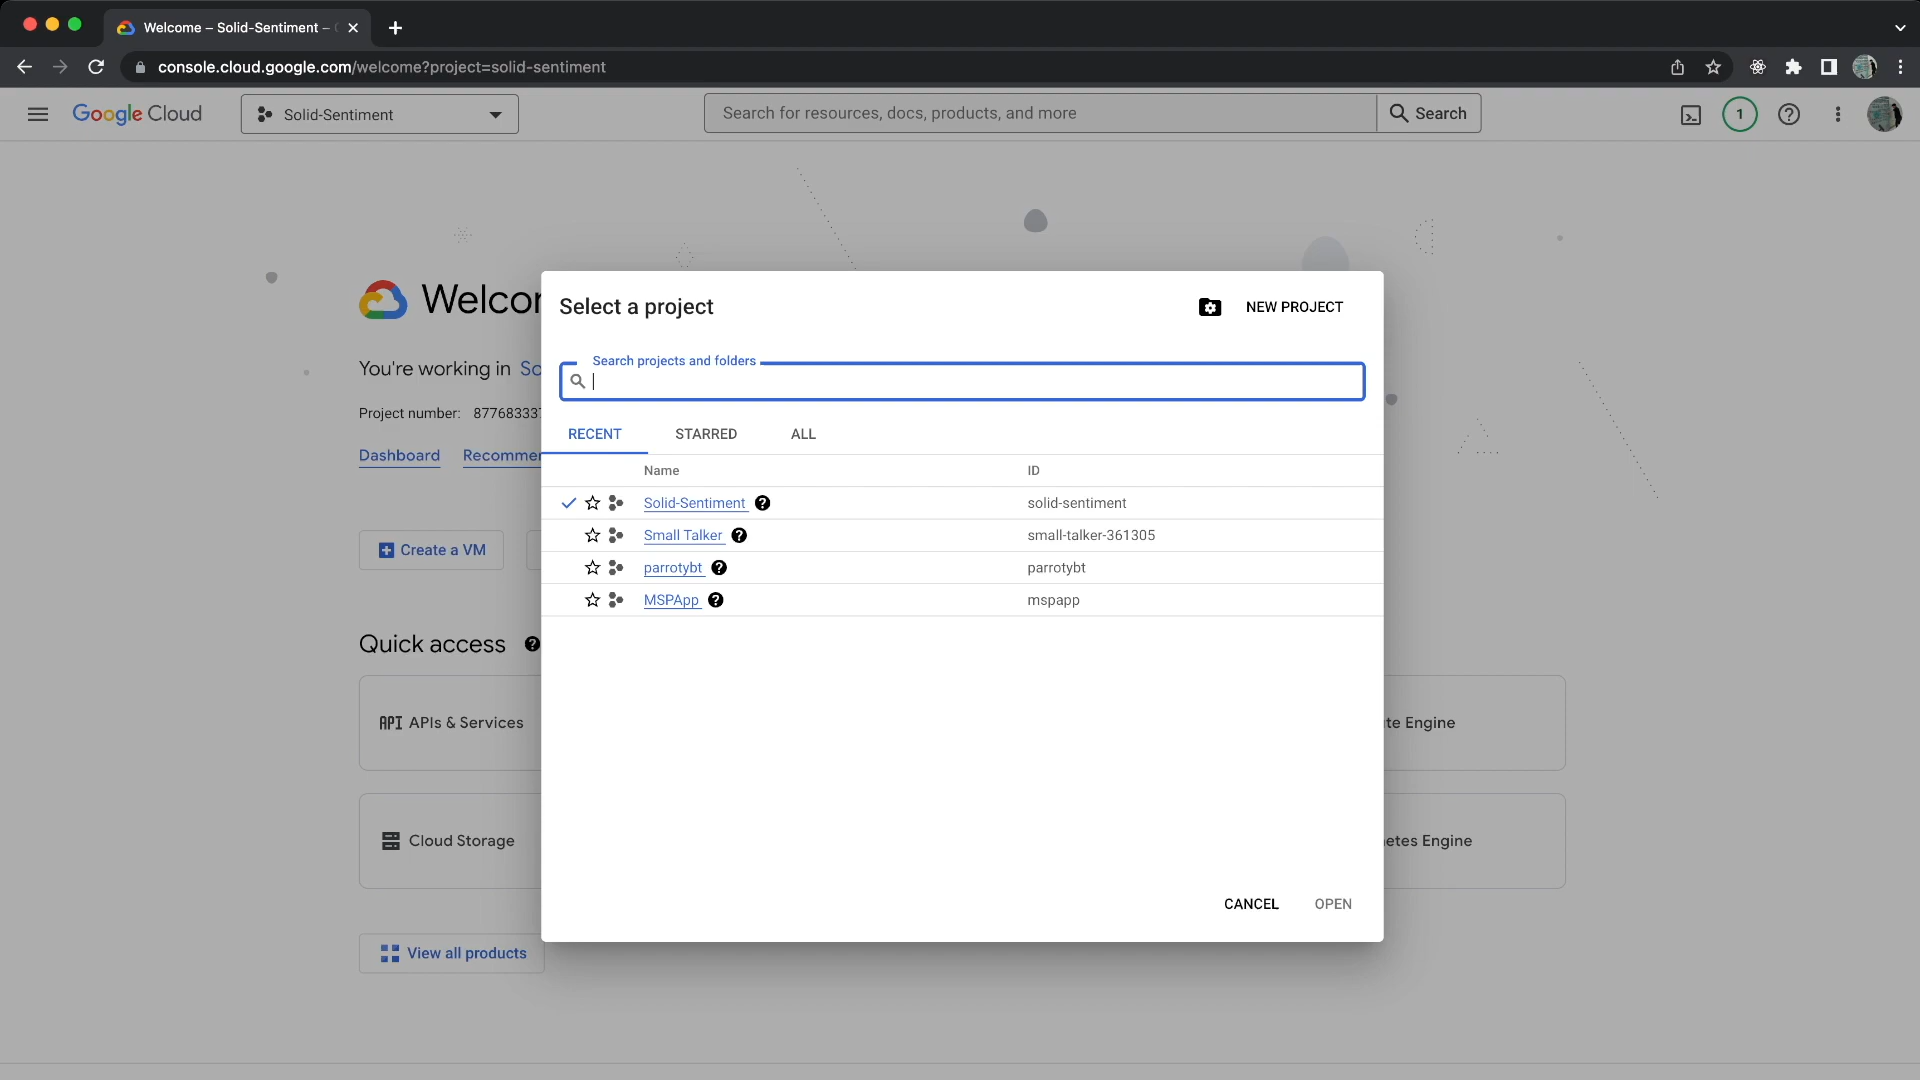 Welcome – Solid-Sentiment –
console.cloud.google.com/welcome?project=solid-sentiment
Google Cloud
Solid-Sentiment
Search for resources, docs, products, and more
Search
1
Welcor
You're working in So
Project number: 87768333
Dashboard
Recommen
Create a VM
Quick access
API APIs & Services
te Engine
Cloud Storage
etes Engine
View all products
Select a project
NEW PROJECT
Search projects and folders
RECENT
STARRED
ALL
Name
ID
Solid-Sentiment
solid-sentiment
Small Talker
small-talker-361305
parrotybt
parrotybt
MSPApp
mspapp
CANCEL
OPEN